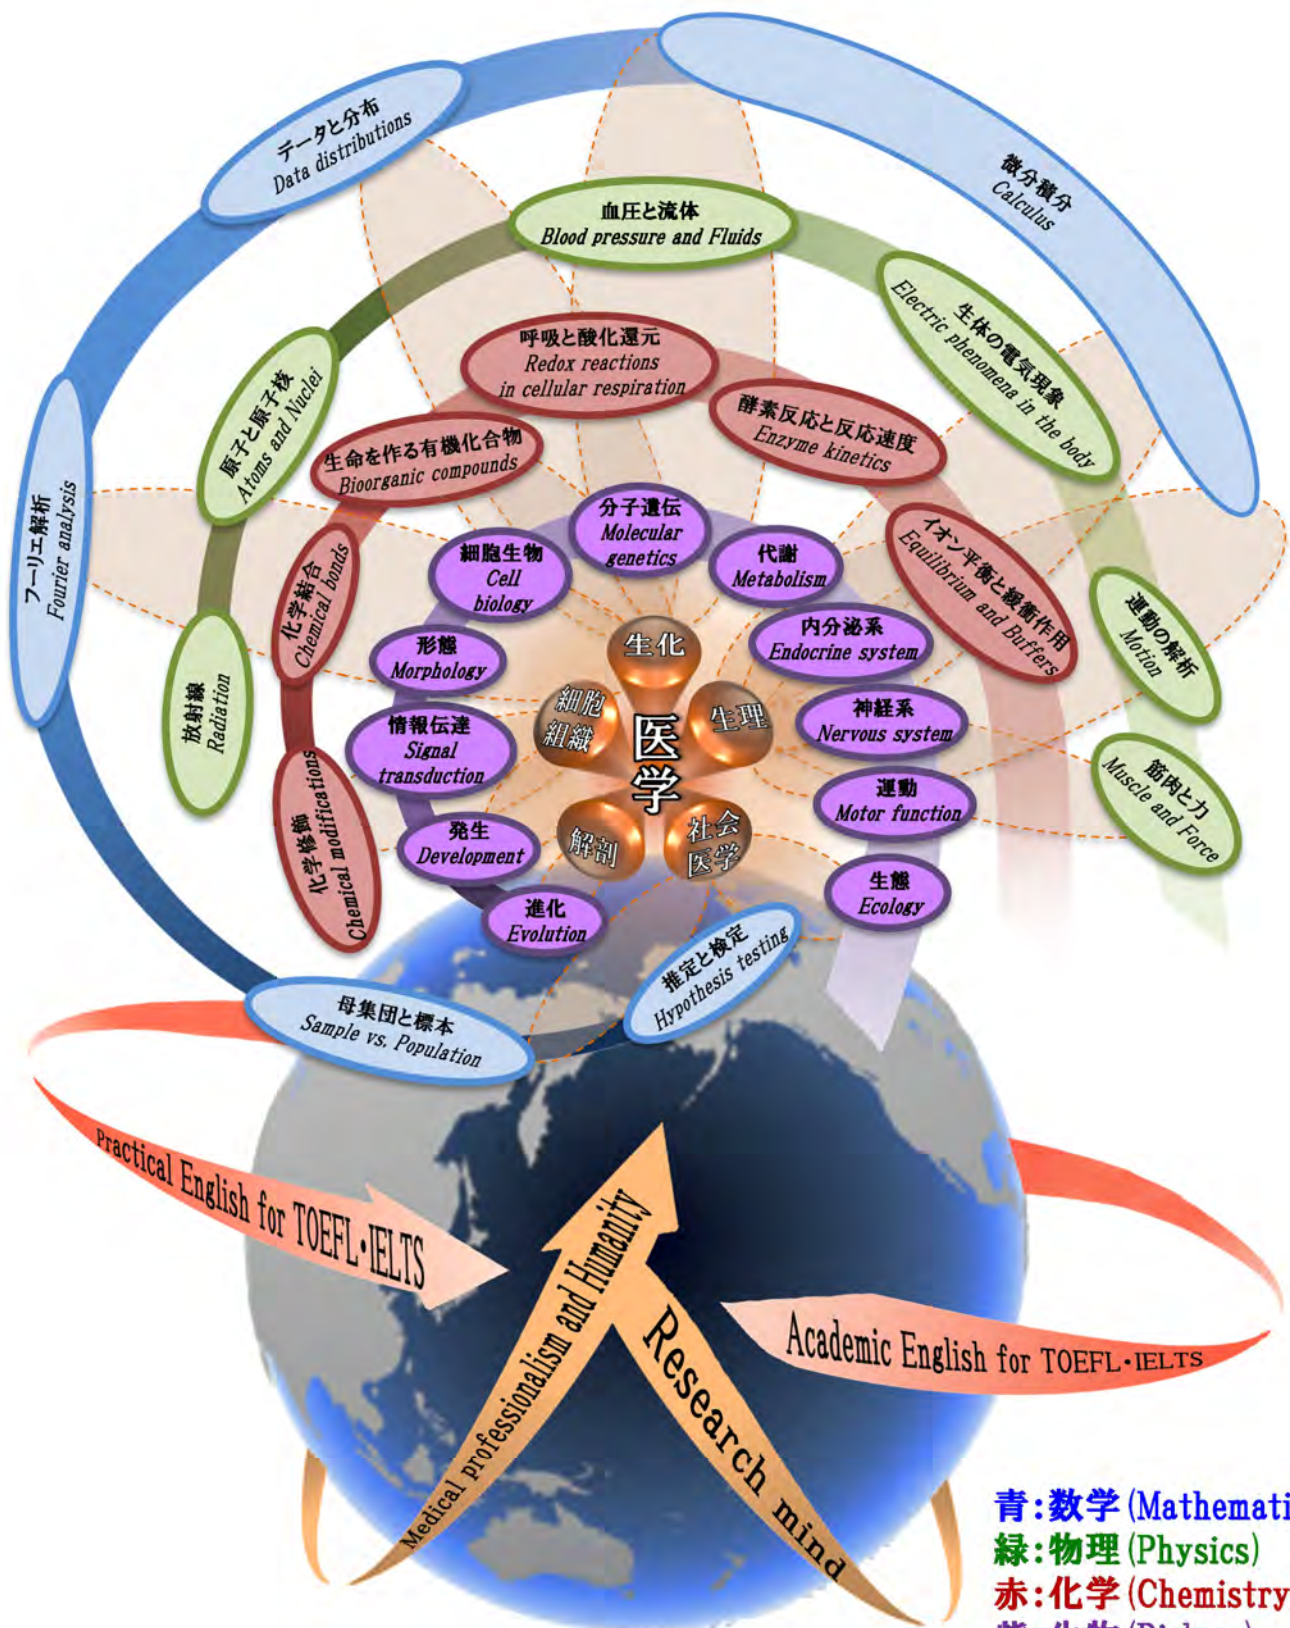 微分積分
Calculus
データと分布
Data distributions
フーリエ解析
Fourier analysis
母集団と標本
Sample vs. Population
推定と検定
Hypothesis testing
血圧と流体
Blood pressure and Fluids
生体の電気現象
Electric phenomena in the body
運動の解析
Motion
筋肉と力
Muscle and Force
原子と原子核
Atoms and Nuclei
放射線
Radiation
呼吸と酸化還元
Redox reactions
in cellular respiration
酵素反応と反応速度
Enzyme kinetics
イオン平衡と緩衝作用
Equilibrium and Buffers
生命を作る有機化合物
Bioorganic compounds
化学結合
Chemical bonds
化学修飾
Chemical modifications
分子遺伝
Molecular
genetics
代謝
Metabolism
内分泌系
Endocrine system
神経系
Nervous system
運動
Motor function
生態
Ecology
細胞生物
Cell
biology
形態
Morphology
情報伝達
Signal
transduction
発生
Development
進化
Evolution
生化
細胞
組織
生理
医学
解剖
社会
医学
Practical English for TOEFL・IELTS
Medical professionalism and Humanity
Research mind
Academic English for TOEFL・IELTS
青:数学(Mathemati
緑:物理(Physics)
赤:化学(Chemistry